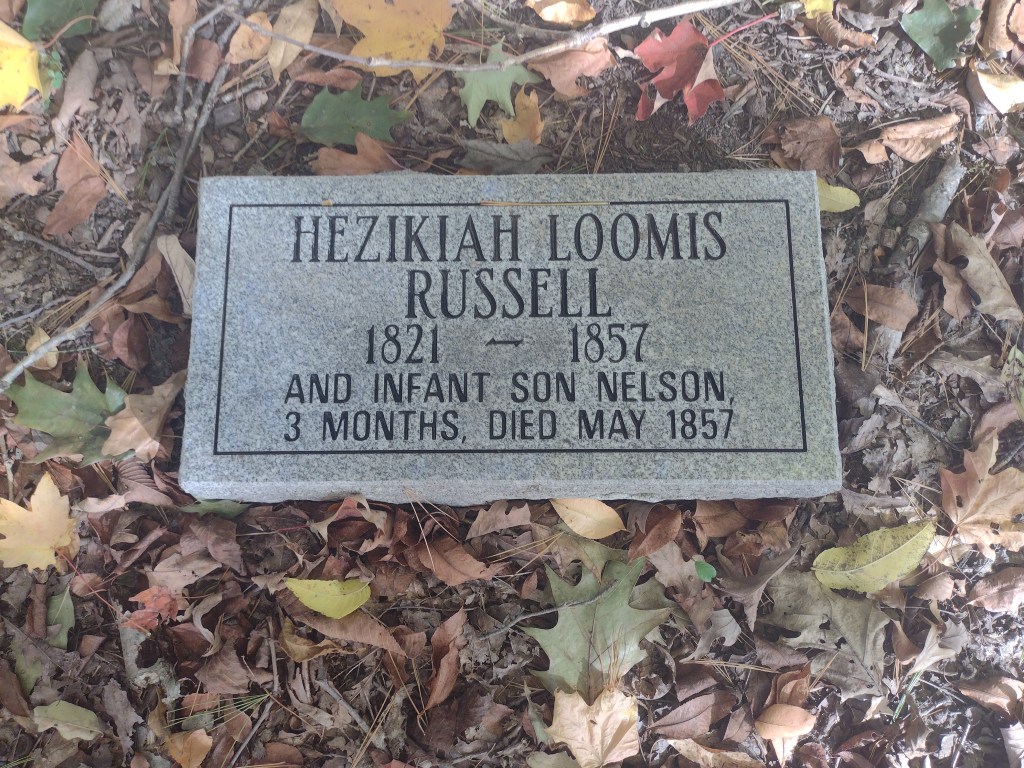 HEZIKIAH LOOMIS
RUSSELL
1821 – 1857
AND INFANT SON NELSON,
3 MONTHS, DIED MAY 1857